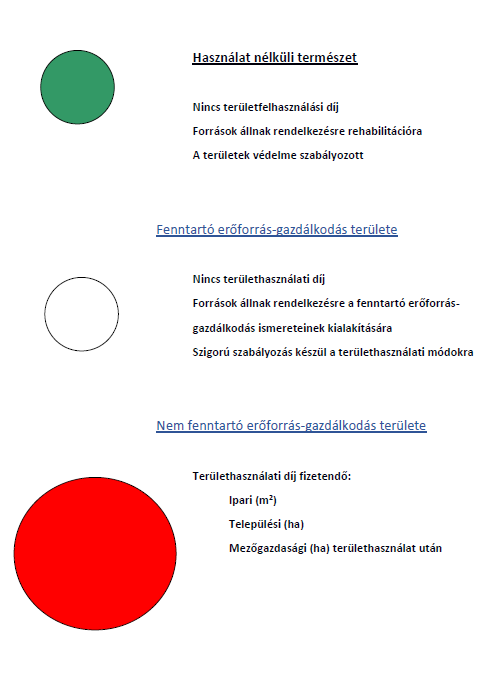 Használat nélküli természet
Nincs területfelhasználási díj
Források állnak rendelkezésre rehabilitációra
A területek védelme szabályozott
Fenntartó erőforrás-gazdálkodás területe
Nincs területhasználati díj
Források állnak rendelkezésre a fenntartó erőforrás-
gazdálkodás ismereteinek kialakítására
Szigorú szabályozás készül a területhasználati módokra
Nem fenntartó erőforrás-gazdálkodás területe
Területhasználati díj fizetendő:
Ipari (m²)
Települési (ha)
Mezőgazdasági (ha) területhasználat után